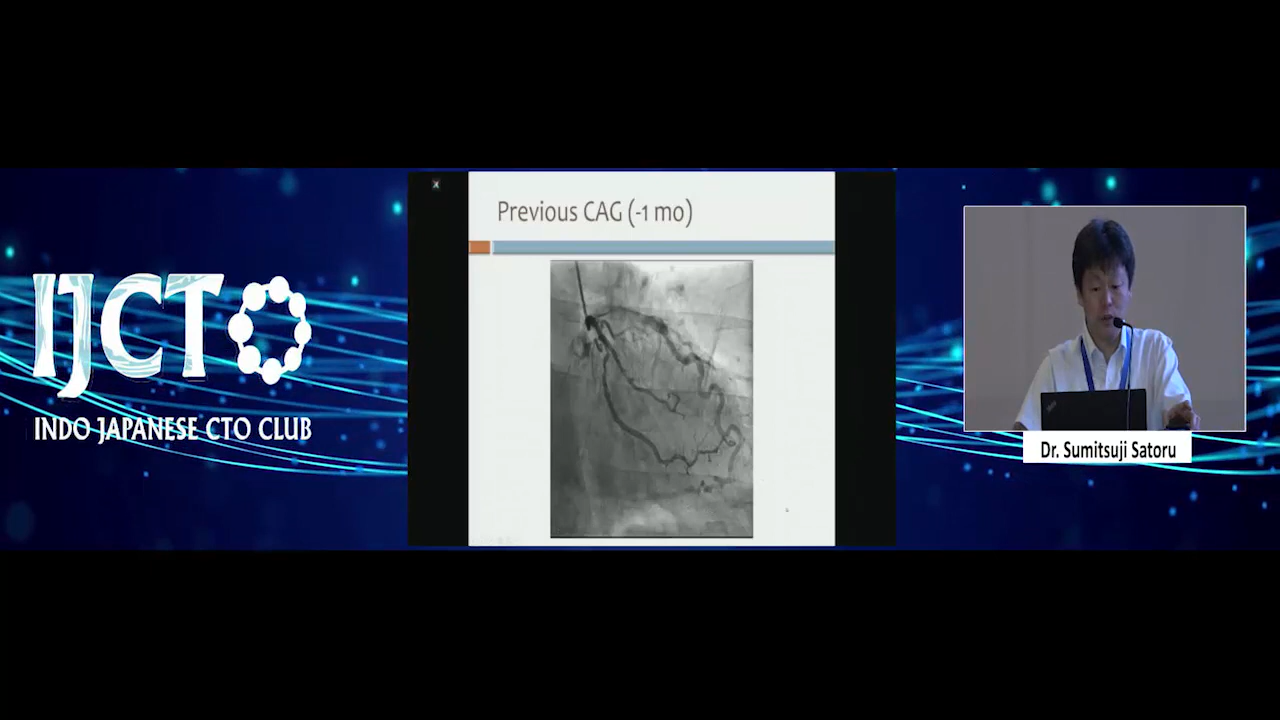 IJCTO
INDO JAPANESE CTO CLUB
Previous CAG (-1 mo)
Dr. Sumitsuji Satoru